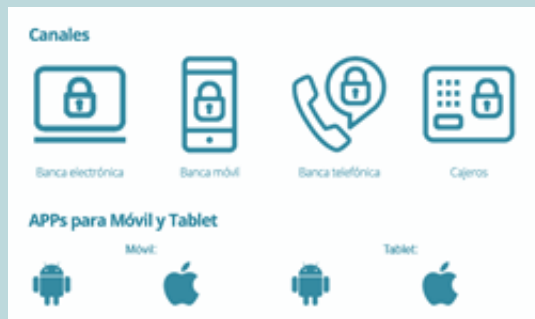 Canales
Banca electrónica Banca móvil Banca telefónica Cajeros
APPs para Móvil y Tablet
Móvil: Tablet: